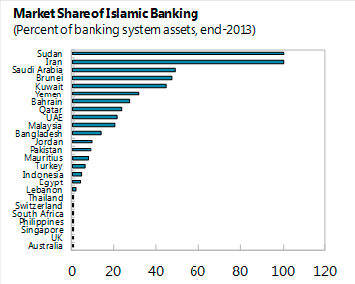 Market Share of Islamic Banking
(Percent of banking system assets, end-2013)
Sudan
Iran
Saudi Arabia
Brunei
Kuwait
Yemen
Bahrain
Qatar
UAE
Malaysia
Bangladesh
Jordan
Pakistan
Mauritius
Turkey
Indonesia
Egypt
Lebanon
Thailand
Switzerland
South Africa
Philippines
Singapore
UK
Australia
0 20 40 60 80 100 120